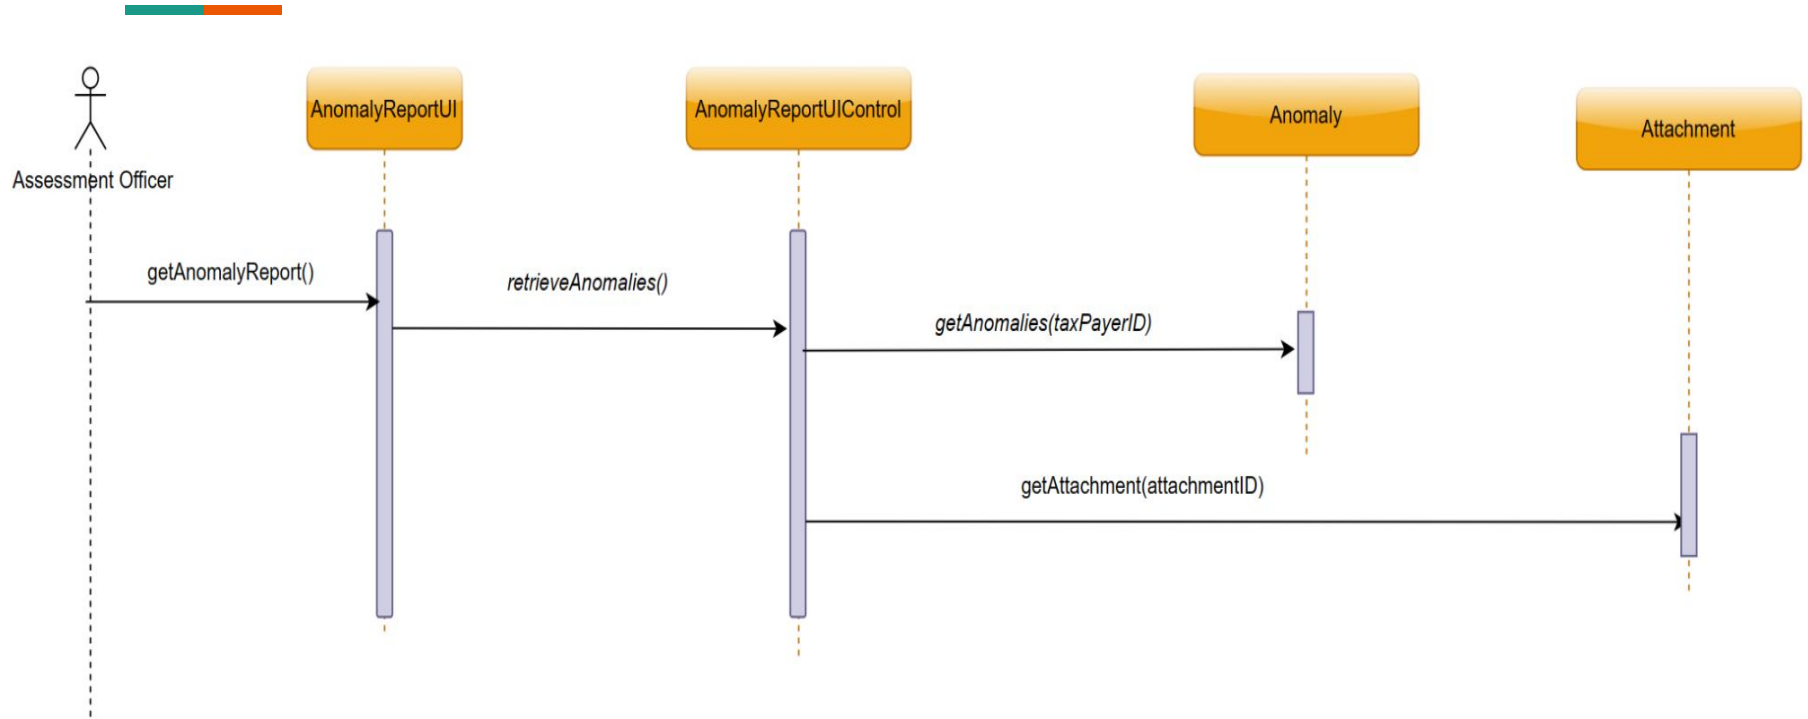 AnomalyReportUI
AnomalyReportUIControl
Anomaly
Attachment
Assessment Officer
getAnomalyReport()
retrieveAnomalies()
getAnomalies(taxPayerID)
getAttachment(attachmentID)